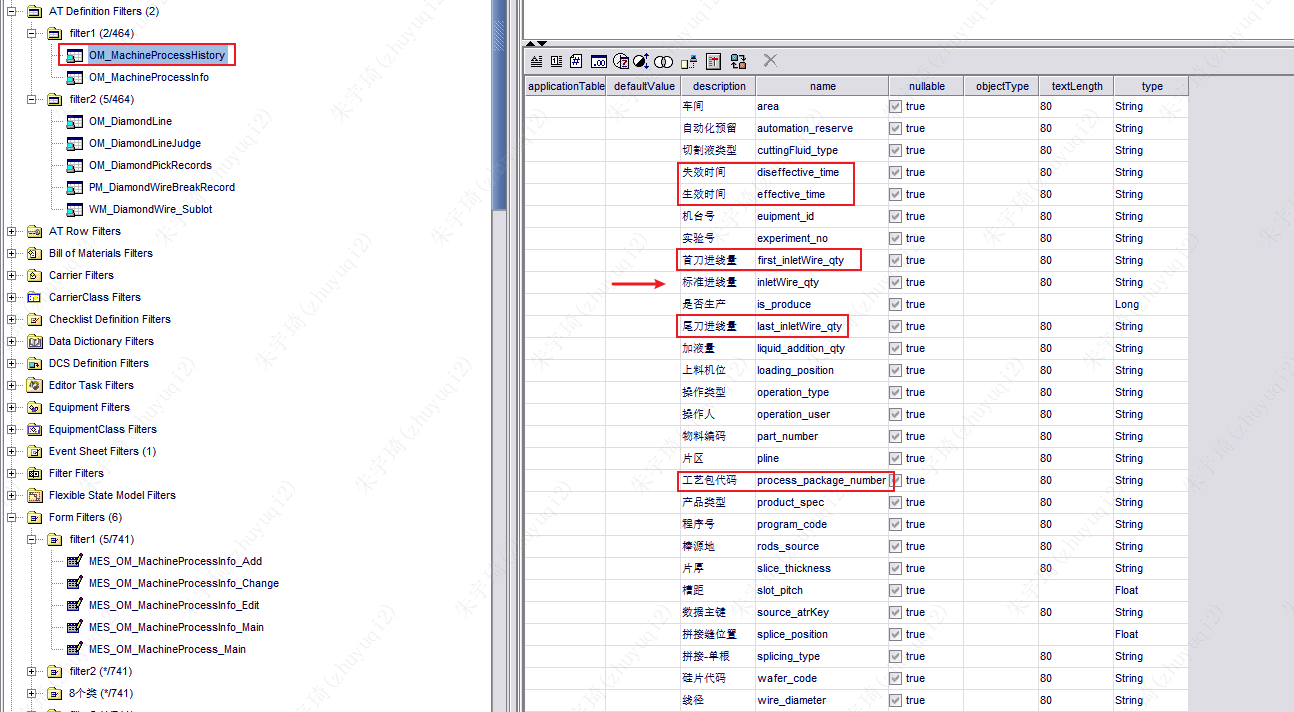 AT Definition Filters (2)
filter1 (2/464)
OM_MachineProcessHistory
OM_MachineProcessInfo
filter2 (5/464)
OM_DiamondLine
OM_DiamondLineJudge
OM_DiamondPickRecords
PM_DiamondWireBreakRecord
WM_DiamondWire_Sublot
AT Row Filters
Bill of Materials Filters
Carrier Filters
CarrierClass Filters
Checklist Definition Filters
Data Dictionary Filters
DCS Definition Filters
Editor Task Filters
Equipment Filters
EquipmentClass Filters
Event Sheet Filters (1)
Filter Filters
Flexible State Model Filters
Form Filters (6)
filter1 (5/741)
MES_OM_MachineProcessInfo_Add
MES_OM_MachineProcessInfo_Change
MES_OM_MachineProcessInfo_Edit
MES_OM_MachineProcessInfo_Main
MES_OM_MachineProcess_Main
filter2 (*/741)
8个类 (*/741)
applicationTable defaultValue description name nullable objectType textLength type
车间 area true 80 String
自动化预留 automation_reserve true 80 String
切割液类型 cuttingFluid_type true 80 String
失效时间 diseffective_time true 80 String
生效时间 effective_time true 80 String
机台号 euipment_id true 80 String
实验号 experiment_no true 80 String
首刀进线量 first_inletWire_qty true 80 String
标准进线量 inletWire_qty true 80 String
是否生产 is_produce true Long
尾刀进线量 last_inletWire_qty true 80 String
加液量 liquid_addition_qty true 80 String
上料机位 loading_position true 80 String
操作类型 operation_type true 80 String
操作人 operation_user true 80 String
物料编码 part_number true 80 String
片区 pline true 80 String
工艺包代码 process_package_number true 80 String
产品类型 product_spec true 80 String
程序号 program_code true 80 String
棒源地 rods_source true 80 String
片厚 slice_thickness true 80 String
槽距 slot_pitch true Float
数据主键 source_atrKey true 80 String
拼接缝位置 splice_position true Float
拼接-单根 splicing_type true 80 String
硅片代码 wafer_code true 80 String
线径 wire_diameter true 80 String
朱宇琦(zhuyuqi2)